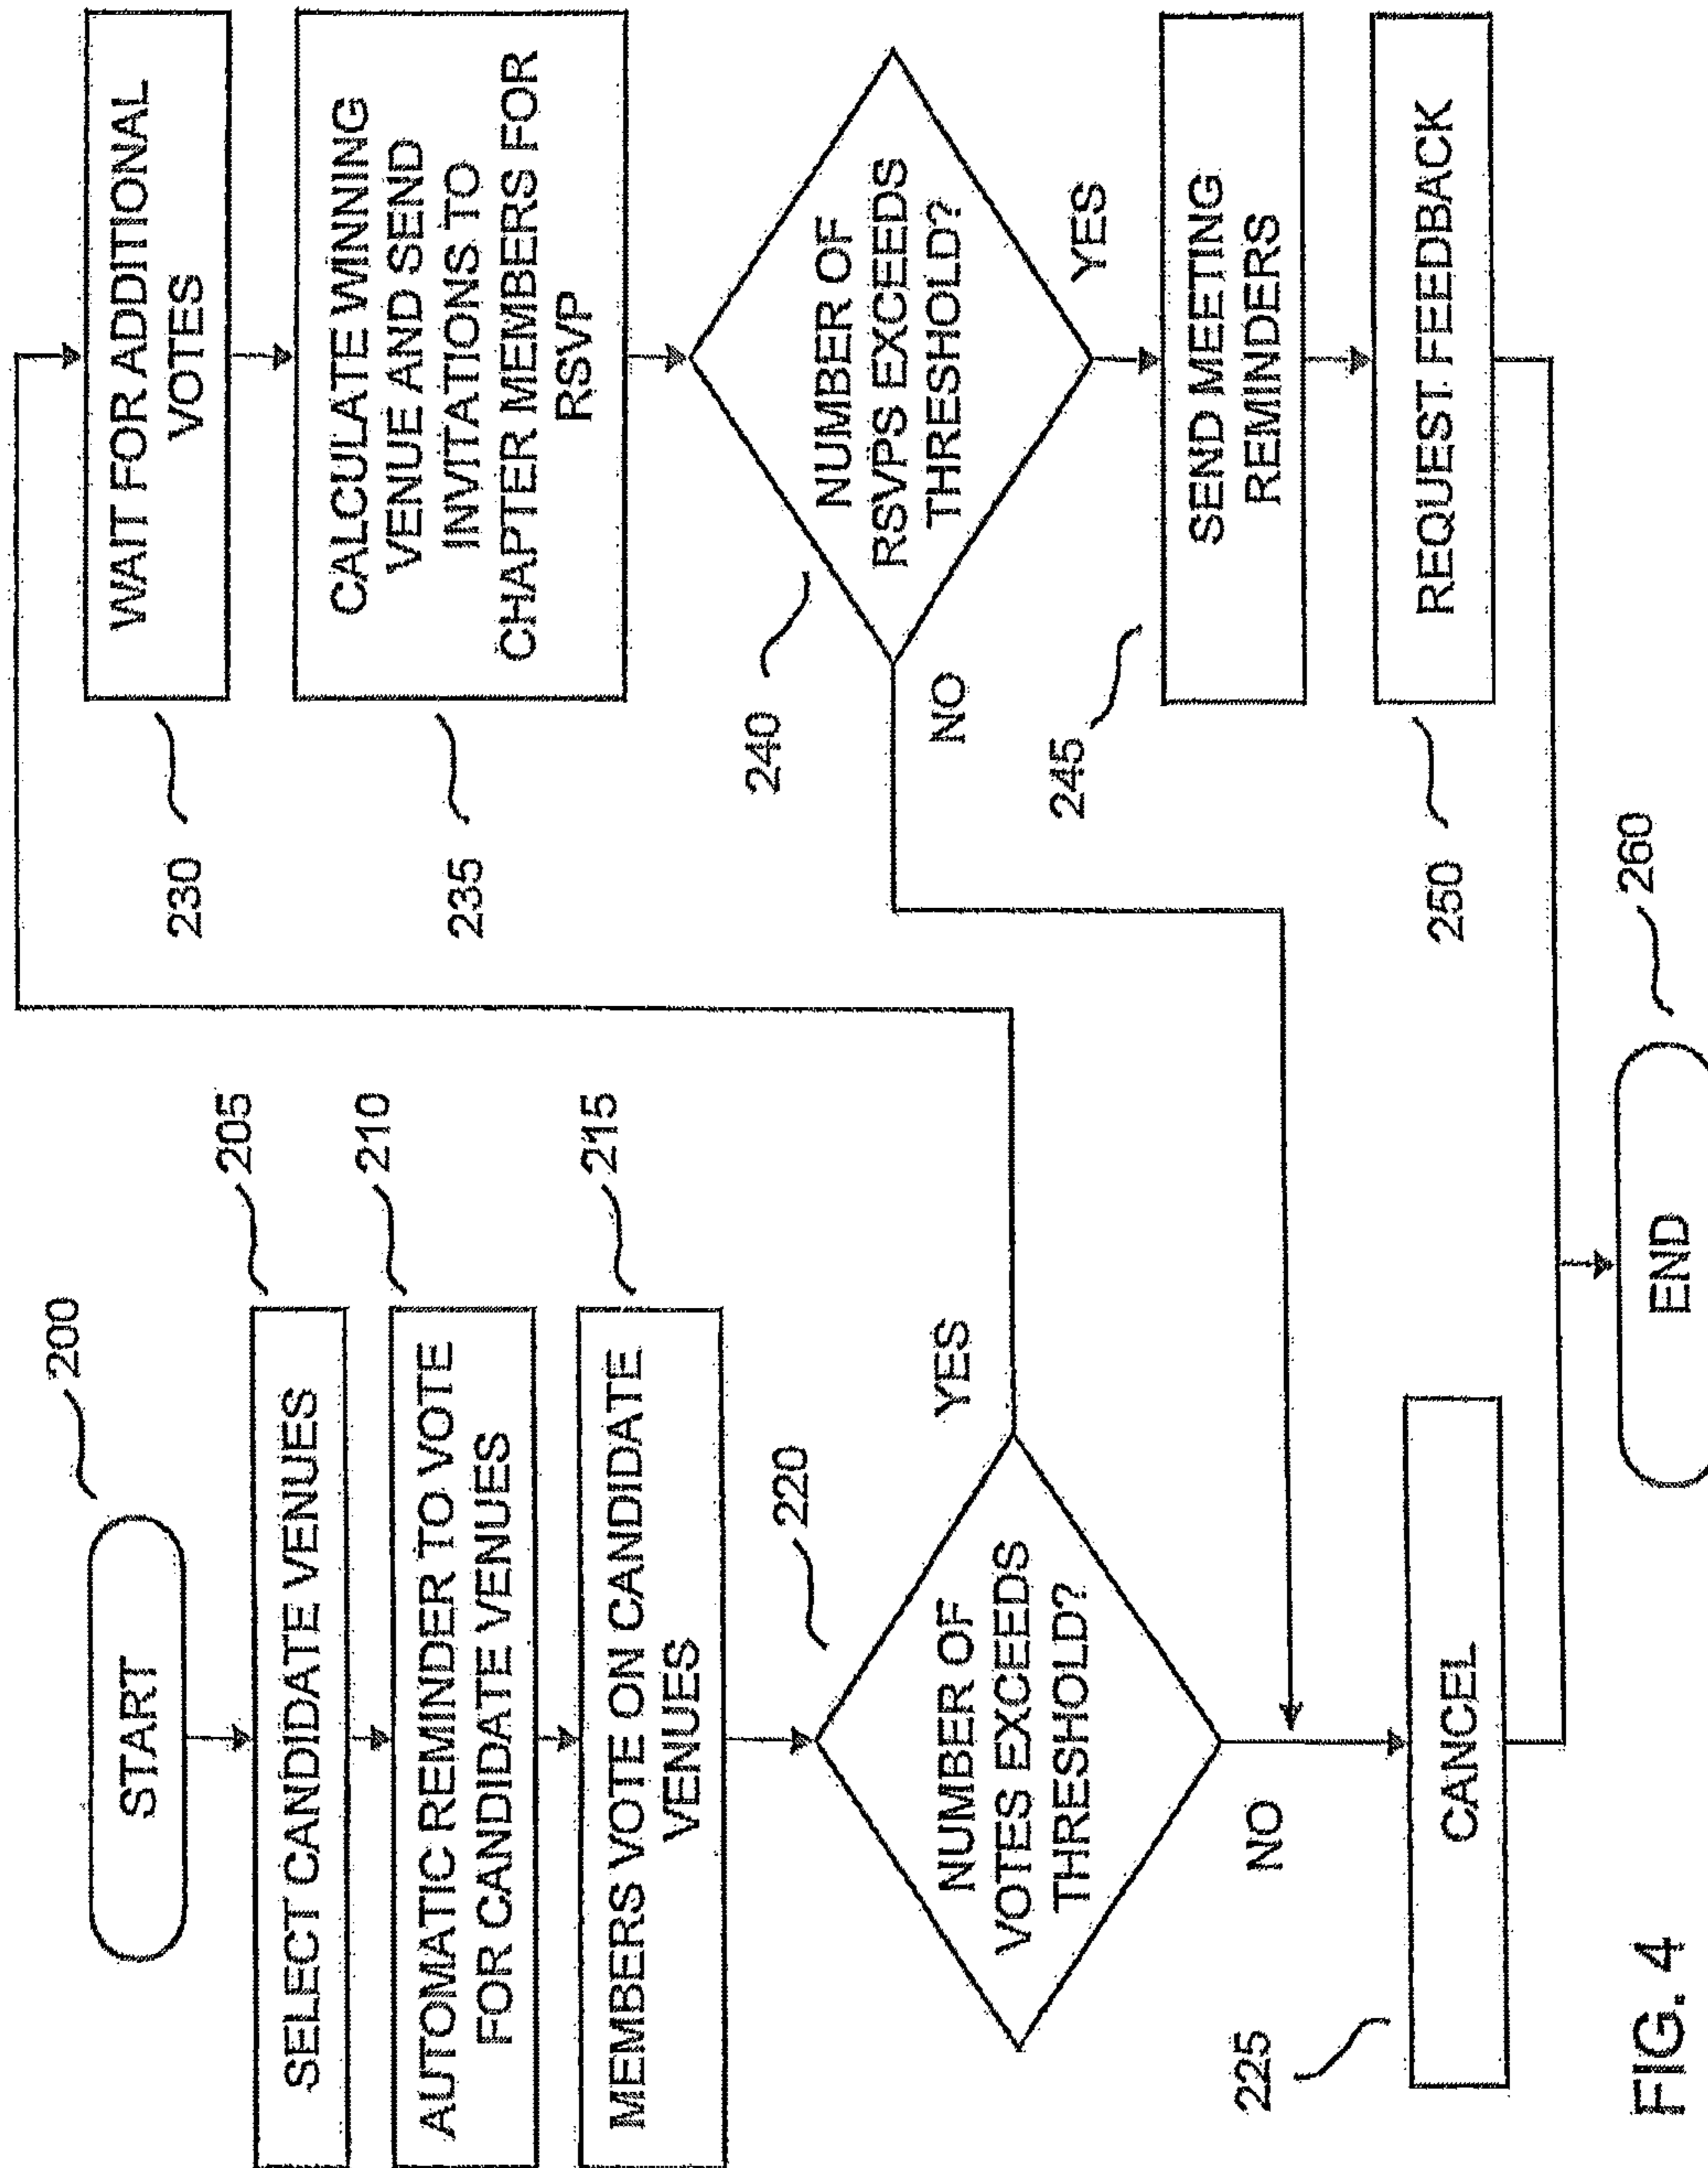 START
200
SELECT CANDIDATE VENUES
205
AUTOMATIC REMINDER TO VOTE
FOR CANDIDATE VENUES
210
MEMBERS VOTE ON CANDIDATE
VENUES
215
NUMBER OF
VOTES EXCEEDS
THRESHOLD?
220
YES
NO
225
CANCEL
230
WAIT FOR ADDITIONAL
VOTES
235
CALCULATE WINNING
VENUE AND SEND
INVITATIONS TO
CHAPTER MEMBERS FOR
RSVP
240
NUMBER OF
RSVPS EXCEEDS
THRESHOLD?
NO
YES
245
SEND MEETING
REMINDERS
250
REQUEST FEEDBACK
END
260
FIG. 4